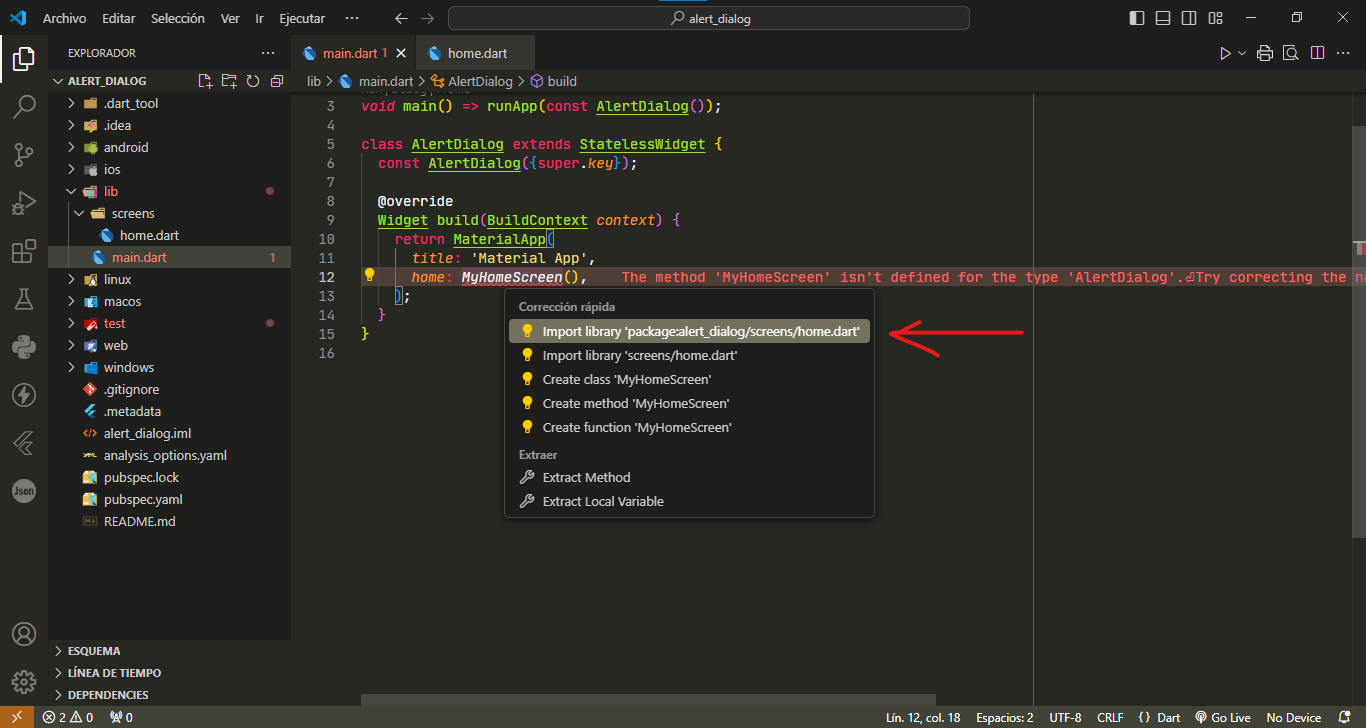 Archivo Editar Selección Ver Ir Ejecutar ··· alert_dialog
EXPLORADOR ···
ALERT_DIALOG
.dart_tool
.idea
android
ios
lib
screens
home.dart
main.dart 1
linux
macos
test
web
windows
.gitignore
.metadata
alert_dialog.iml
analysis_options.yaml
pubspec.lock
pubspec.yaml
README.md
ESQUEMA
LÍNEA DE TIEMPO
DEPENDENCIES
Json
main.dart 1 home.dart
lib > main.dart > AlertDialog > build
3 void main() => runApp(const AlertDialog());
4
5 class AlertDialog extends StatelessWidget {
6 const AlertDialog({super.key});
7
8 @override
9 Widget build(BuildContext context) {
10 return MaterialApp(
11 title: 'Material App',
12 home: MyHomeScreen(), The method 'MyHomeScreen' isn't defined for the type 'AlertDialog'.⏎Try correcting the na
13 );
14 }
15 }
16
Corrección rápida
Import library 'package:alert_dialog/screens/home.dart'
Import library 'screens/home.dart'
Create class 'MyHomeScreen'
Create method 'MyHomeScreen'
Create function 'MyHomeScreen'
Extraer
Extract Method
Extract Local Variable
2 0 0 Lín. 12, col. 18 Espacios: 2 UTF-8 CRLF {} Dart Go Live No Device